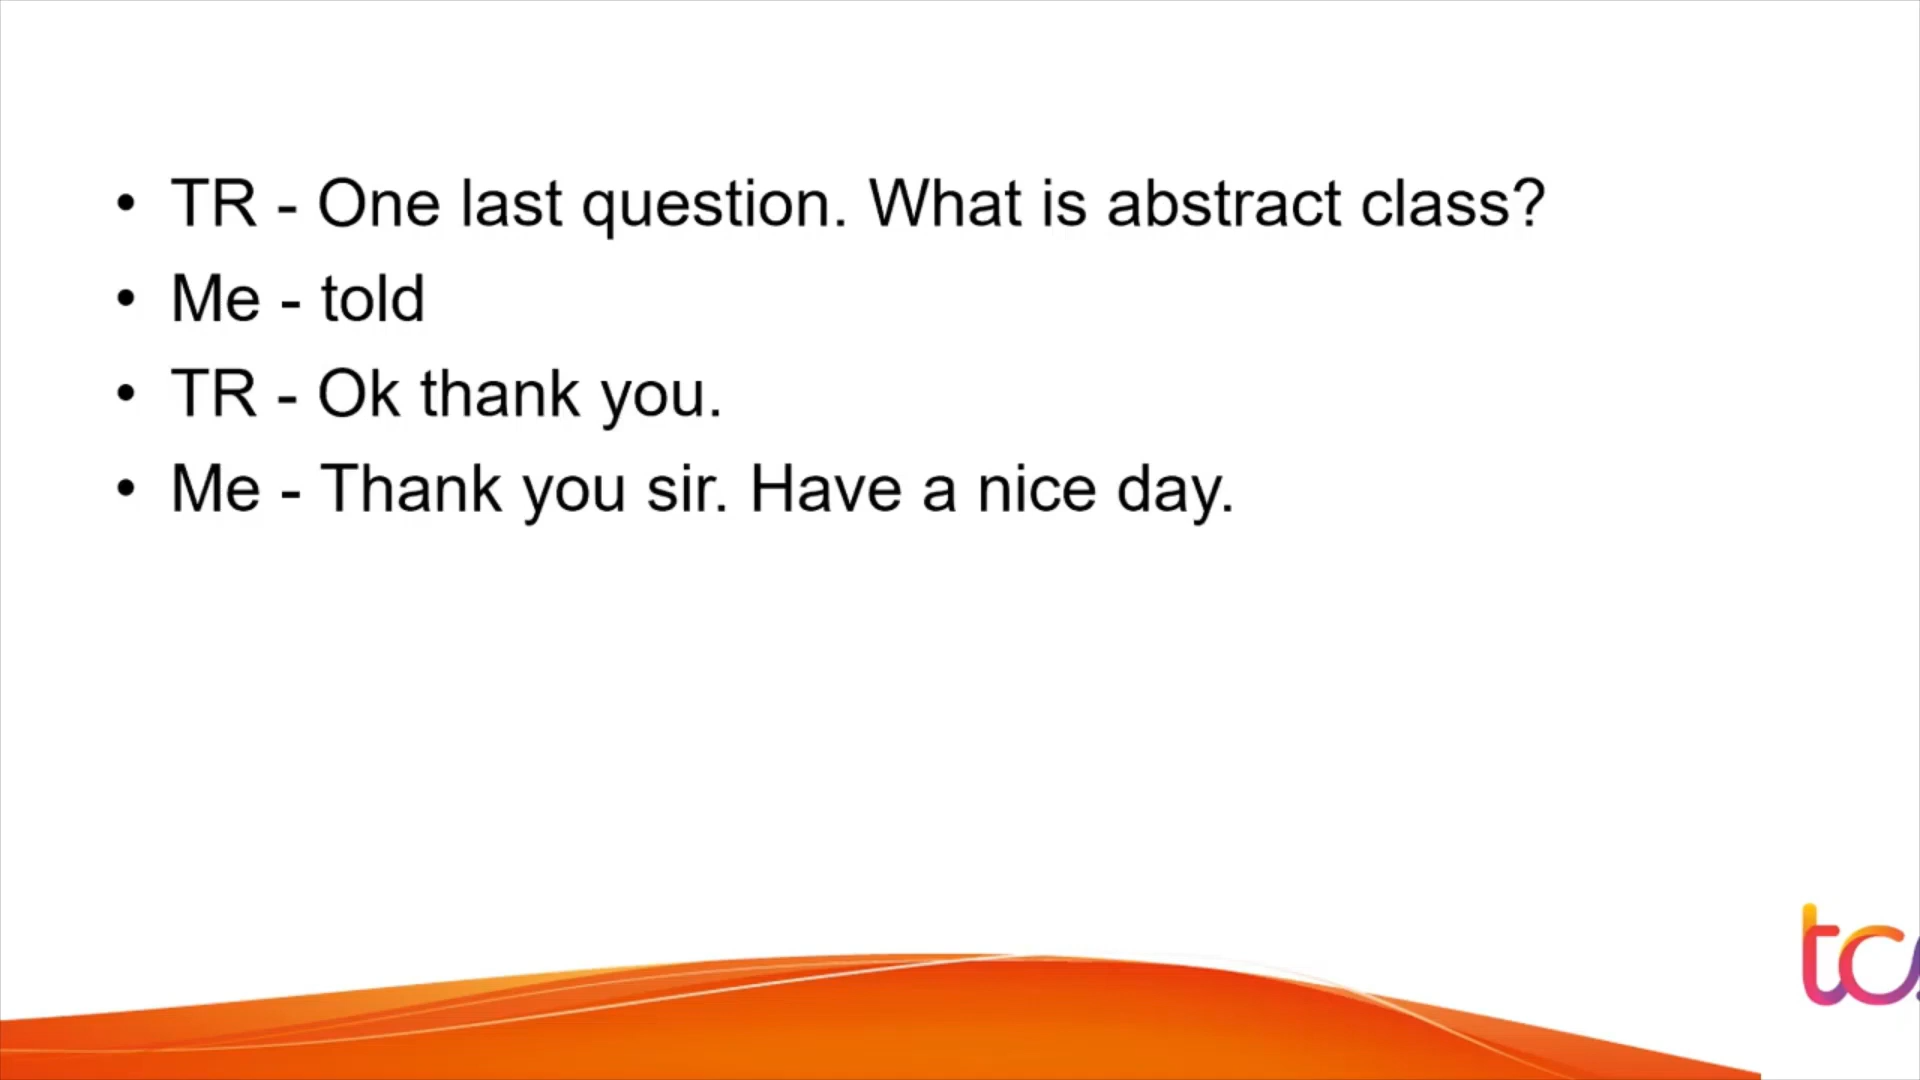 • TR - One last question. What is abstract class?
• Me - told
• TR - Ok thank you.
• Me - Thank you sir. Have a nice day.
tcs